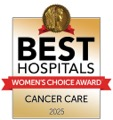 BEST
HOSPITALS
WOMEN'S CHOICE AWARD
CANCER CARE
2025